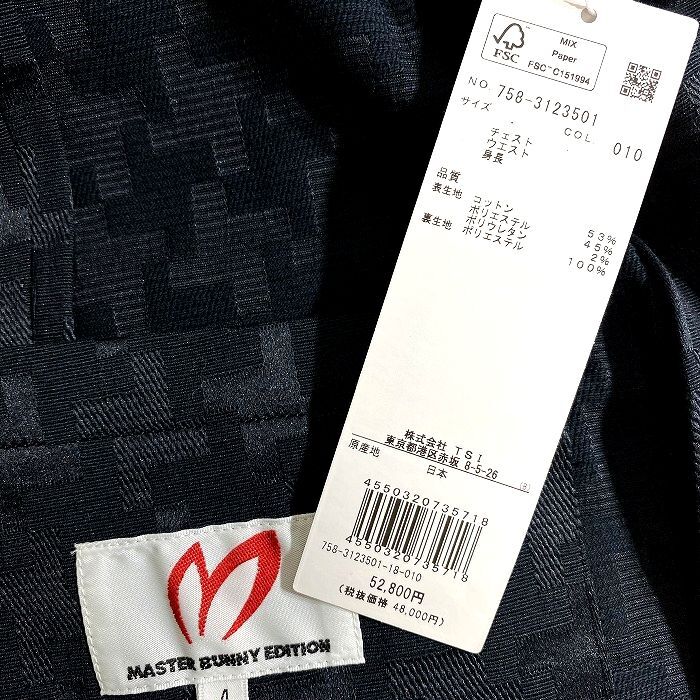 FSC
MIX
Paper
FSC™ C151994
NO. 758-3123501
サイズ COL. 010
チェスト
ウエスト
身長
品質
表生地 コットン 53%
ポリエステル 45%
ポリウレタン 2%
裏生地 ポリエステル 100%
株式会社 TSI
東京都港区赤坂 8-5-26
原産地 日本
4550320735718
4550320735718
758-3123501-18-010
52,800円
(税抜価格 48,000円)
MASTER BUNNY EDITION
4